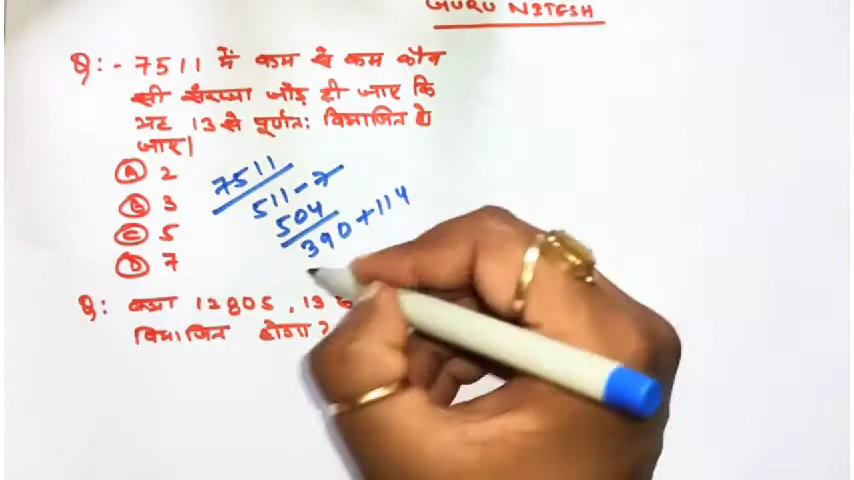 GURU NITESH
Q:- 7511 में कम से कम कौन
सी संख्या जोड़ दी जाए कि
यह 13 से पूर्णत: विभाजित हो
जाए।
(A) 2
(B) 3
(C) 5
(D) 7
7511
511-7
504
390+114
Q: क्या 12805, 13
विभाजित होगा?